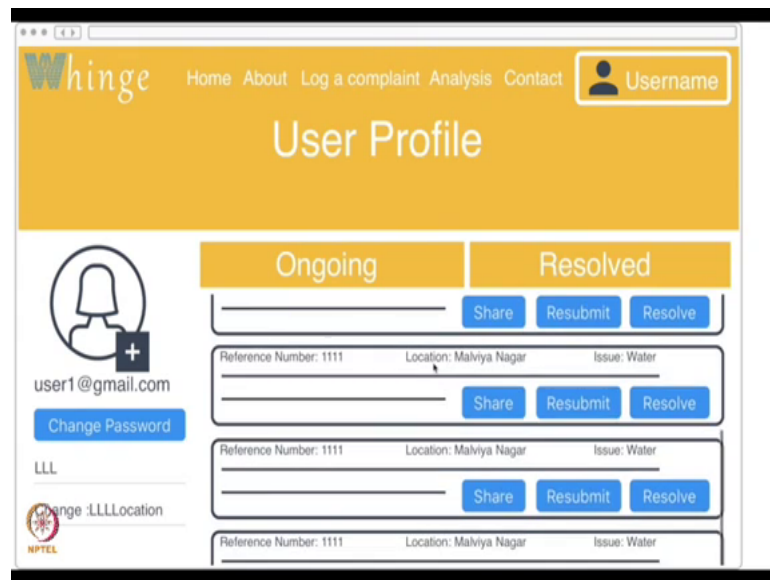 Whinge Home About Log a complaint Analysis Contact Username
User Profile
Ongoing Resolved
Share Resubmit Resolve
Reference Number: 1111 Location: Malviya Nagar Issue: Water
Share Resubmit Resolve
Reference Number: 1111 Location: Malviya Nagar Issue: Water
Share Resubmit Resolve
Reference Number: 1111 Location: Malviya Nagar Issue: Water
user1@gmail.com
Change Password
LLL
Change :LLLLocation
NPTEL